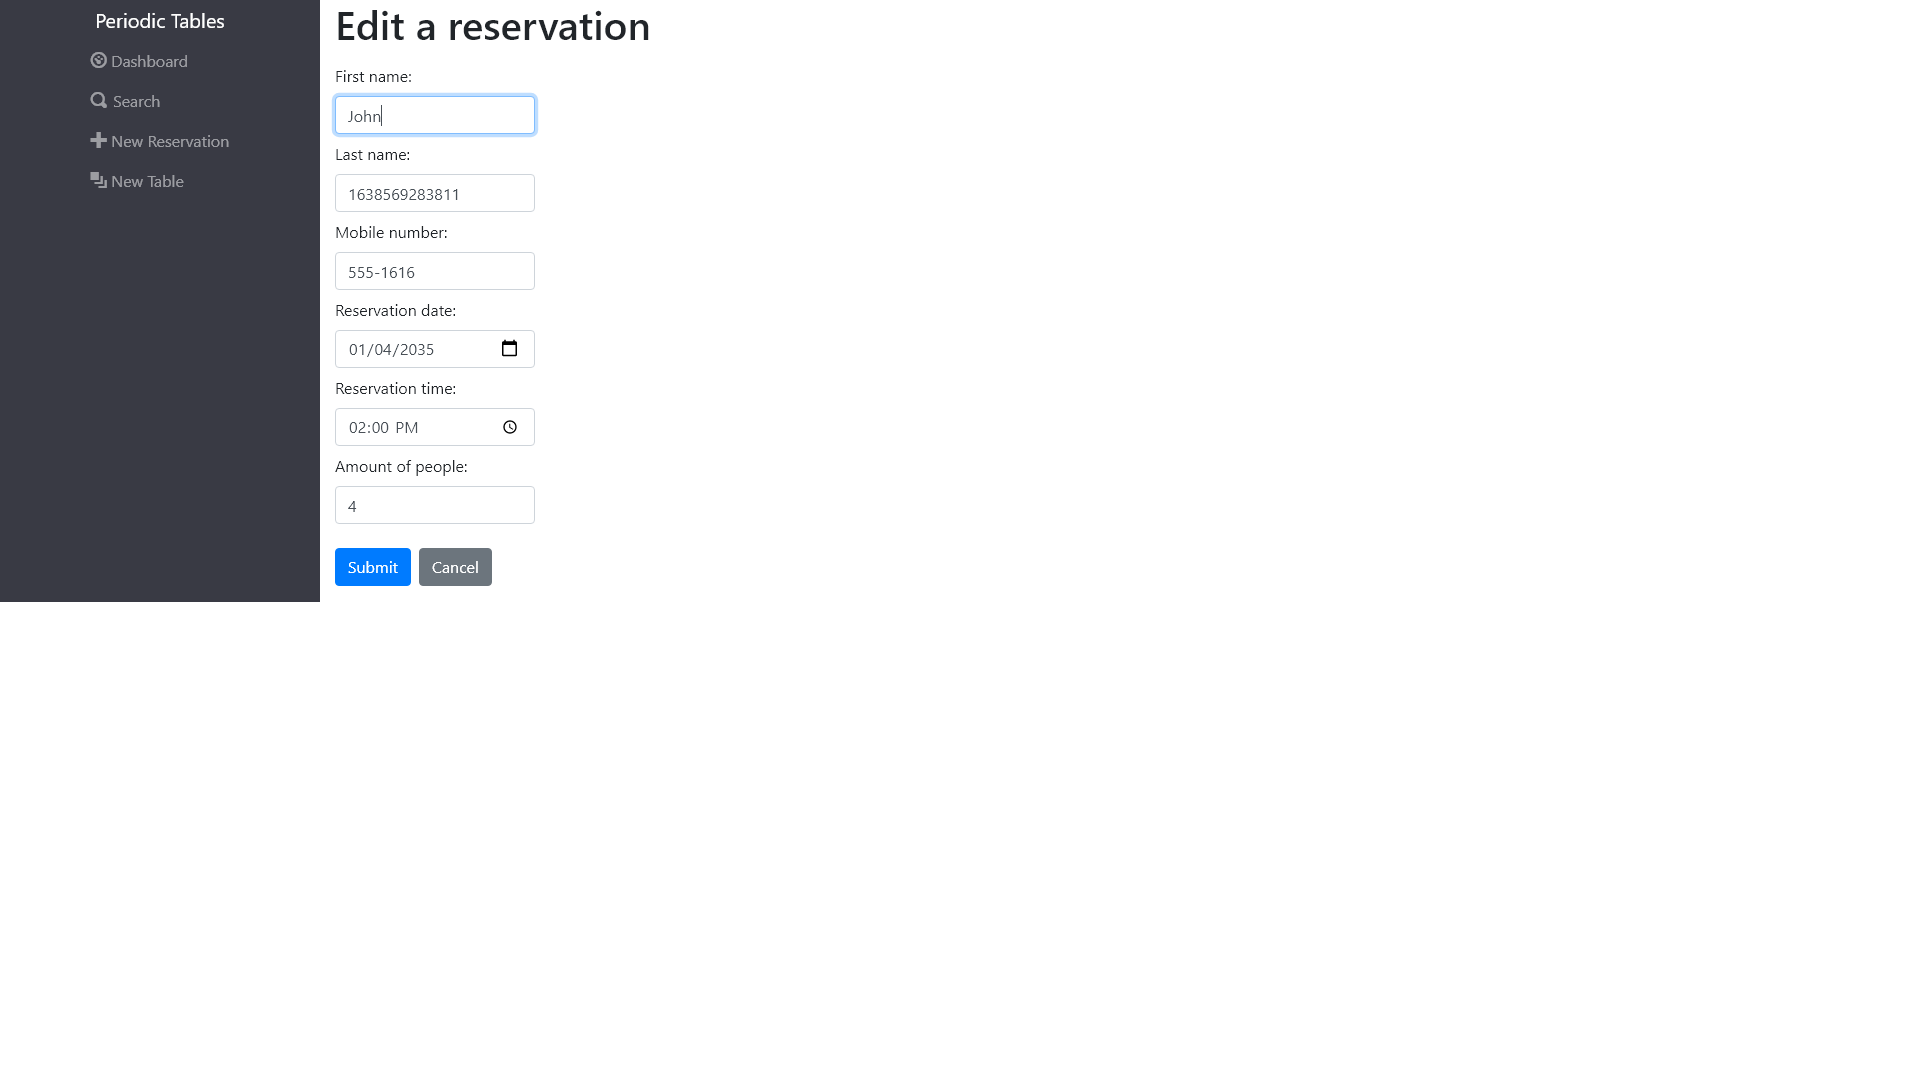 Periodic Tables
Dashboard
Search
New Reservation
New Table
Edit a reservation
First name:
John
Last name:
1638569283811
Mobile number:
555-1616
Reservation date:
01/04/2035
Reservation time:
02:00 PM
Amount of people:
4
Submit Cancel